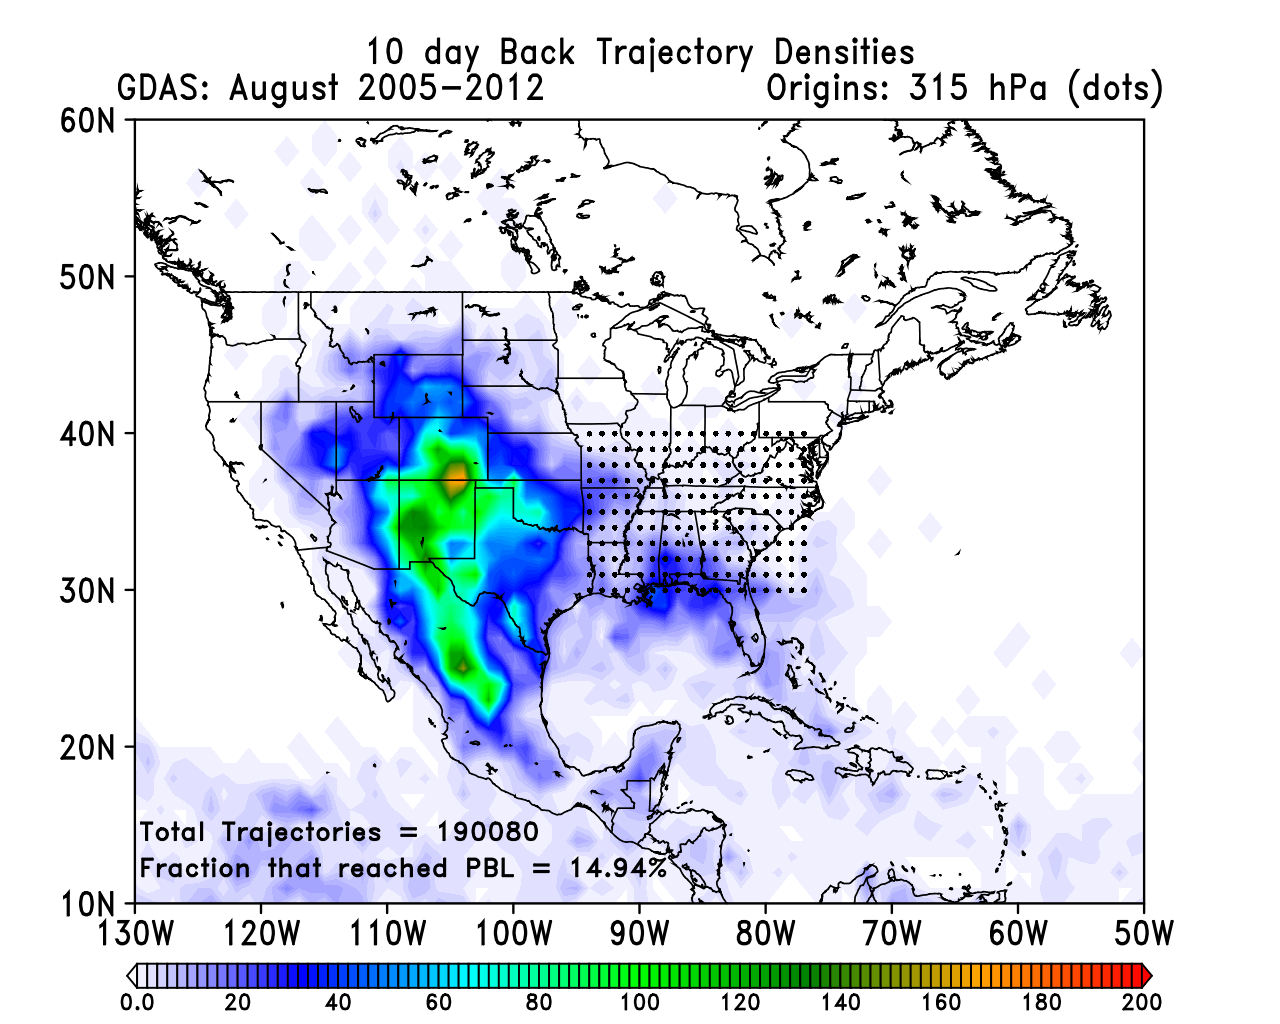 10 day Back Trajectory Densities
GDAS: August 2005-2012 Origins: 315 hPa (dots)
60N
50N
40N
30N
20N
10N
Total Trajectories = 190080
Fraction that reached PBL = 14.94%
130W 120W 110W 100W 90W 80W 70W 60W 50W
0.0 20 40 60 80 100 120 140 160 180 200